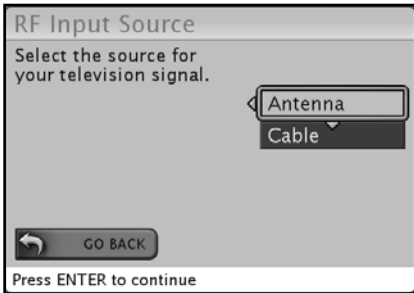 RF Input Source
Select the source for
your television signal.
Antenna
Cable
GO BACK
Press ENTER to continue